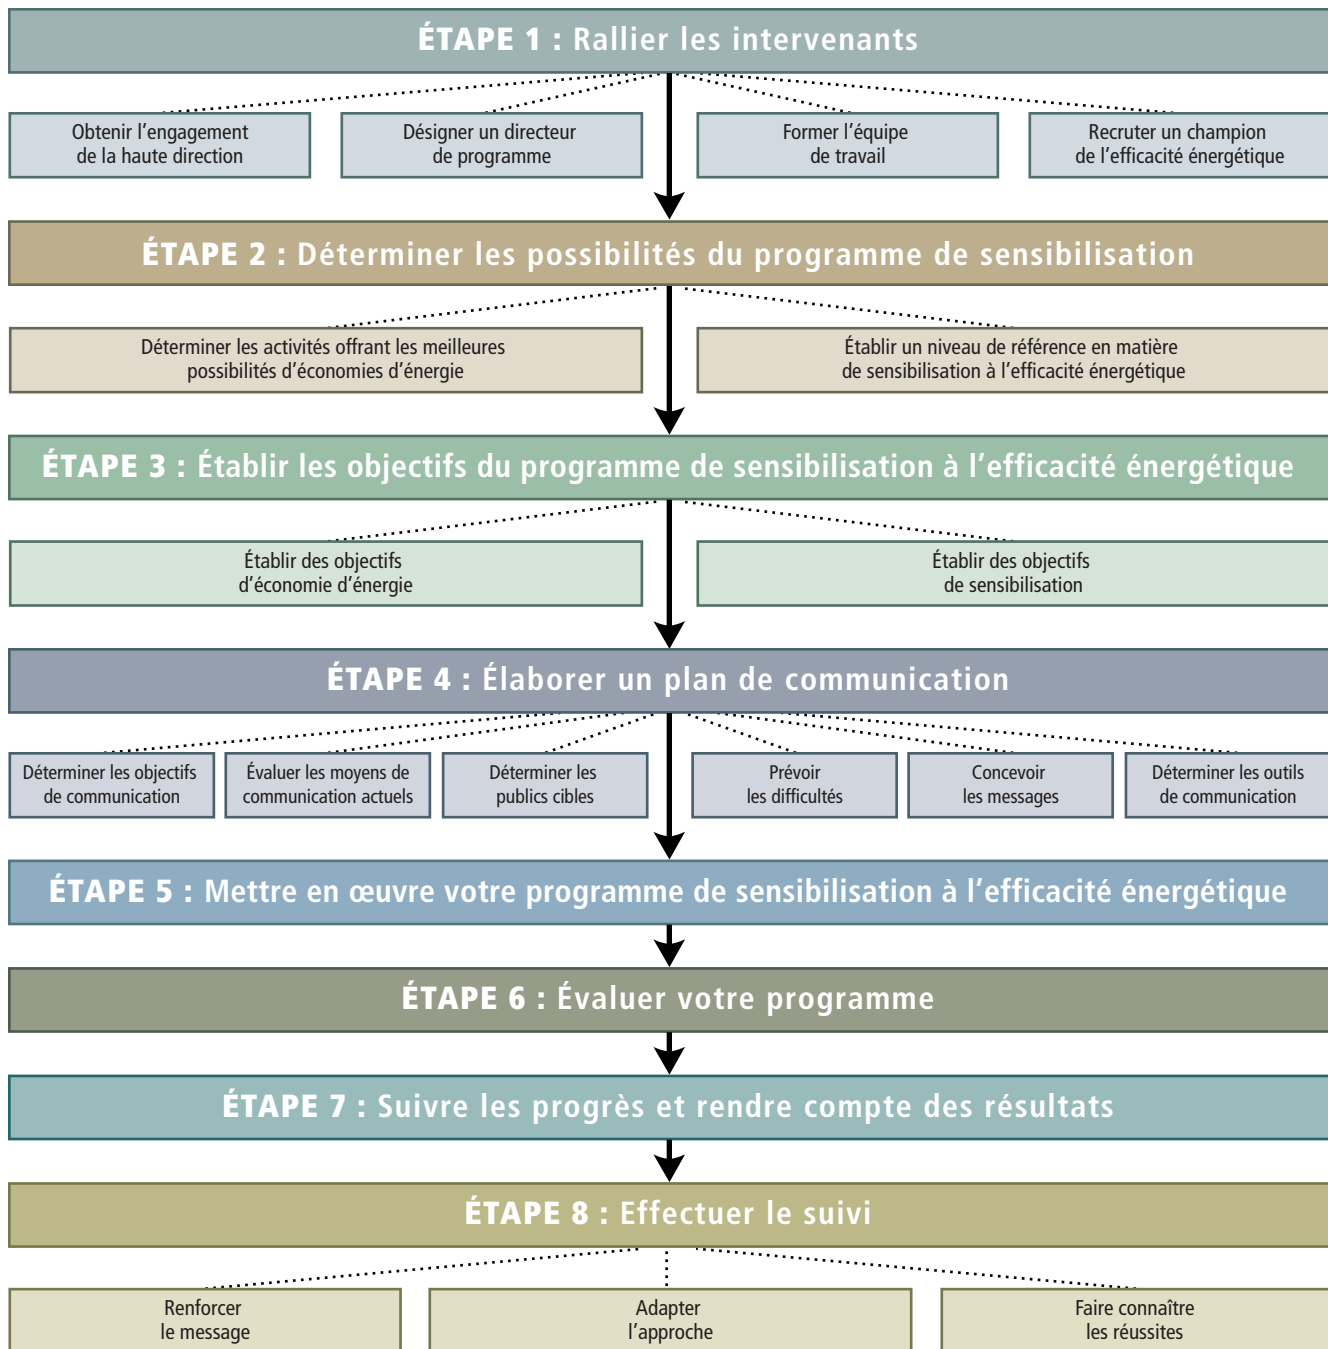 ÉTAPE 1 : Rallier les intervenants
Obtenir l'engagement
de la haute direction
Désigner un directeur
de programme
Former l'équipe
de travail
Recruter un champion
de l'efficacité énergétique
ÉTAPE 2 : Déterminer les possibilités du programme de sensibilisation
Déterminer les activités offrant les meilleures
possibilités d'économies d'énergie
Établir un niveau de référence en matière
de sensibilisation à l'efficacité énergétique
ÉTAPE 3 : Établir les objectifs du programme de sensibilisation à l'efficacité énergétique
Établir des objectifs
d'économie d'énergie
Établir des objectifs
de sensibilisation
ÉTAPE 4 : Élaborer un plan de communication
Déterminer les objectifs
de communication
Évaluer les moyens de
communication actuels
Déterminer les
publics cibles
Prévoir
les difficultés
Concevoir
les messages
Déterminer les outils
de communication
ÉTAPE 5 : Mettre en œuvre votre programme de sensibilisation à l'efficacité énergétique
ÉTAPE 6 : Évaluer votre programme
ÉTAPE 7 : Suivre les progrès et rendre compte des résultats
ÉTAPE 8 : Effectuer le suivi
Renforcer
le message
Adapter
l'approche
Faire connaître
les réussites